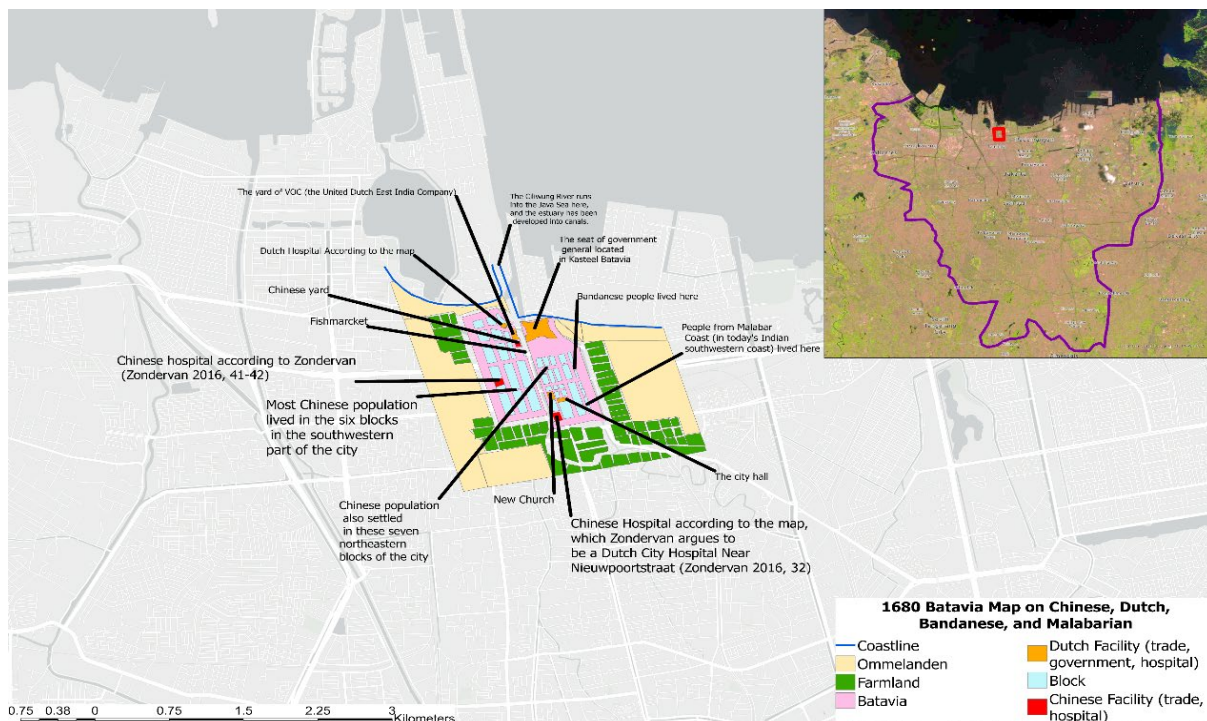 The yard of VOC (the United Dutch East India Company)
The Ciliwung River runs
into the Java Sea here,
and the estuary has been
developed into canals.
The seat of government
general located
in Kasteel Batavia
Dutch Hospital According to the map
Chinese yard
Bandanese people lived here
Fishmarcket
People from Malabar
Coast (in today's Indian
southwestern coast) lived here
Chinese hospital according to Zondervan
(Zondervan 2016, 41-42)
Most Chinese population
lived in the six blocks
in the southwestern
part of the city
The city hall
New Church
Chinese population
also settled
in these seven
northeastern
blocks of the city
Chinese Hospital according to the map,
which Zondervan argues to
be a Dutch City Hospital Near
Nieuwpoortstraat (Zondervan 2016, 32)
1680 Batavia Map on Chinese, Dutch,
Bandanese, and Malabarian
Coastline
Ommelanden
Farmland
Batavia
Dutch Facility (trade,
government, hospital)
Block
Chinese Facility (trade,
hospital)
0.75 0.38 0 0.75 1.5 2.25 3
Kilometers